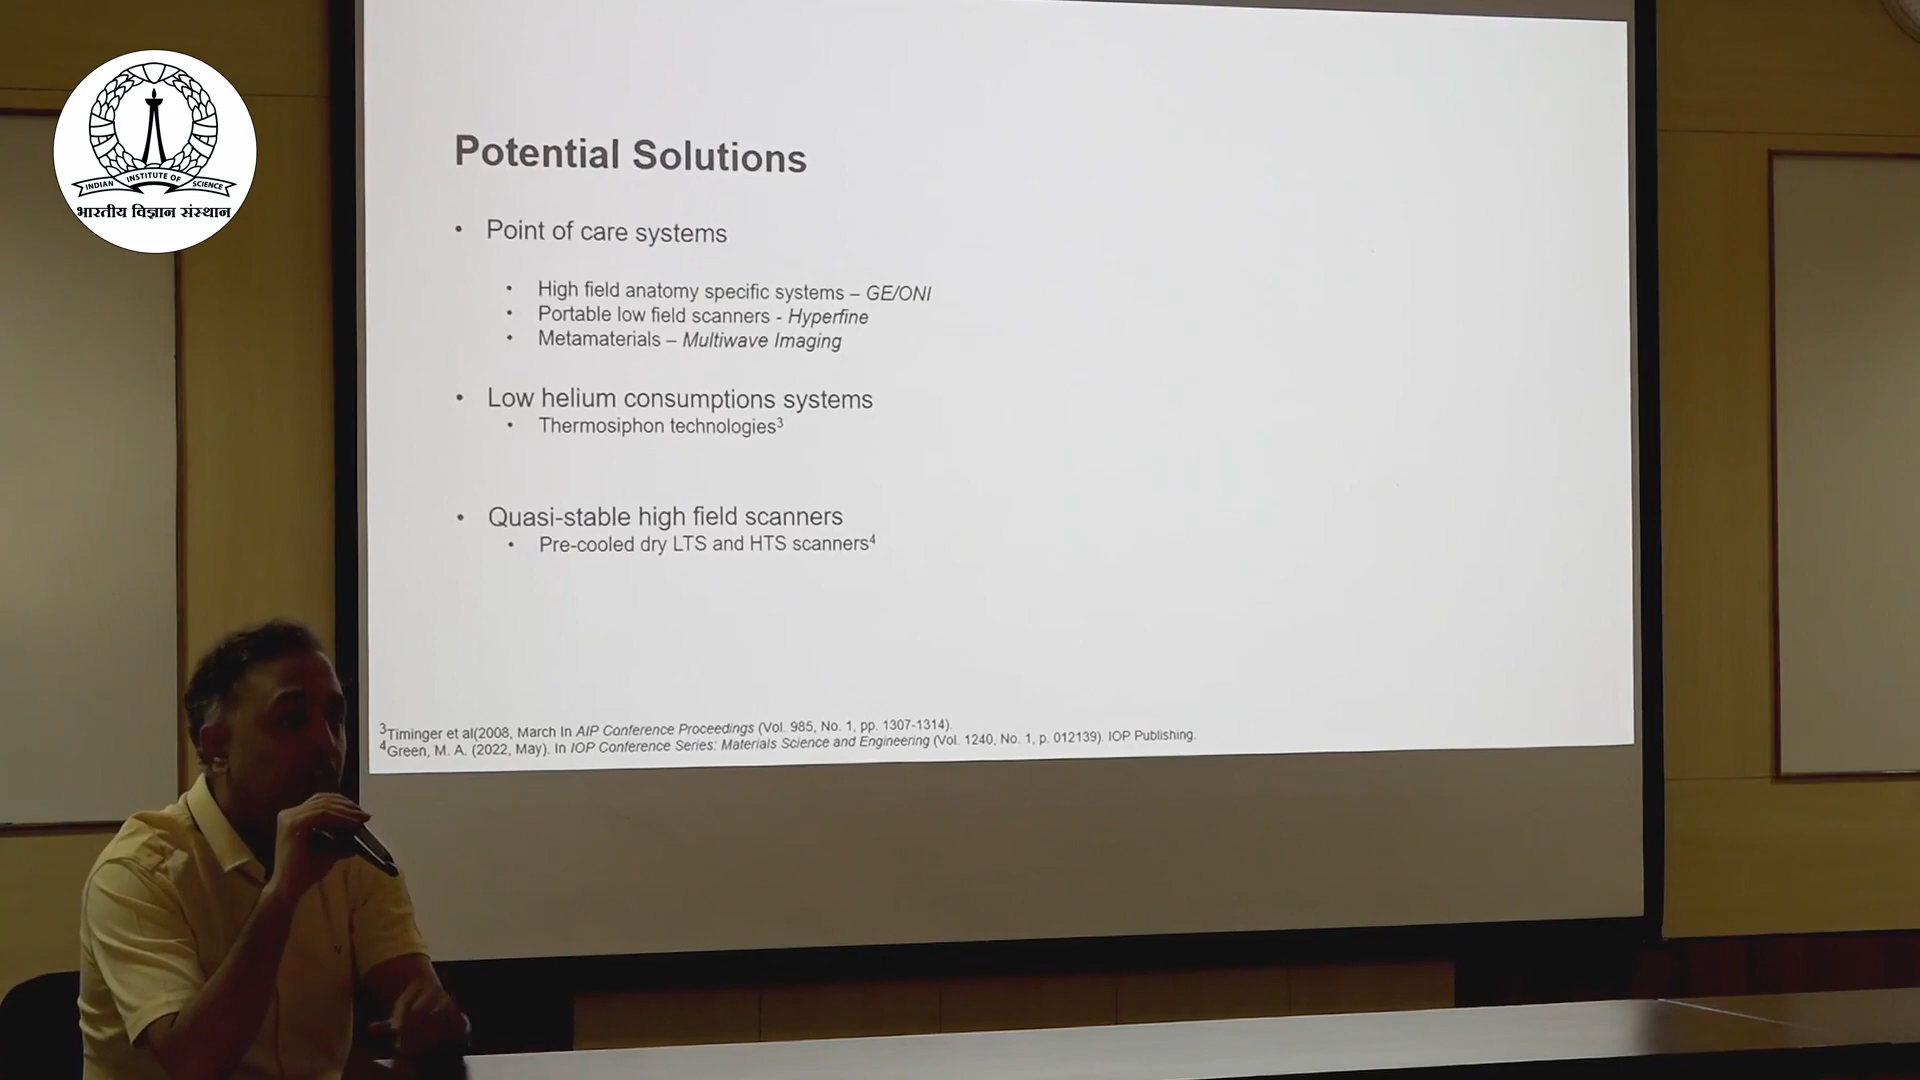 INDIAN INSTITUTE OF SCIENCE
भारतीय विज्ञान संस्थान
Potential Solutions
• Point of care systems
• High field anatomy specific systems – GE/ONI
• Portable low field scanners - Hyperfine
• Metamaterials – Multiwave Imaging
• Low helium consumptions systems
• Thermosiphon technologies³
• Quasi-stable high field scanners
• Pre-cooled dry LTS and HTS scanners⁴
³Timinger et al(2008, March In AIP Conference Proceedings (Vol. 985, No. 1, pp. 1307-1314).
⁴Green, M. A. (2022, May). In IOP Conference Series: Materials Science and Engineering (Vol. 1240, No. 1, p. 012139). IOP Publishing.